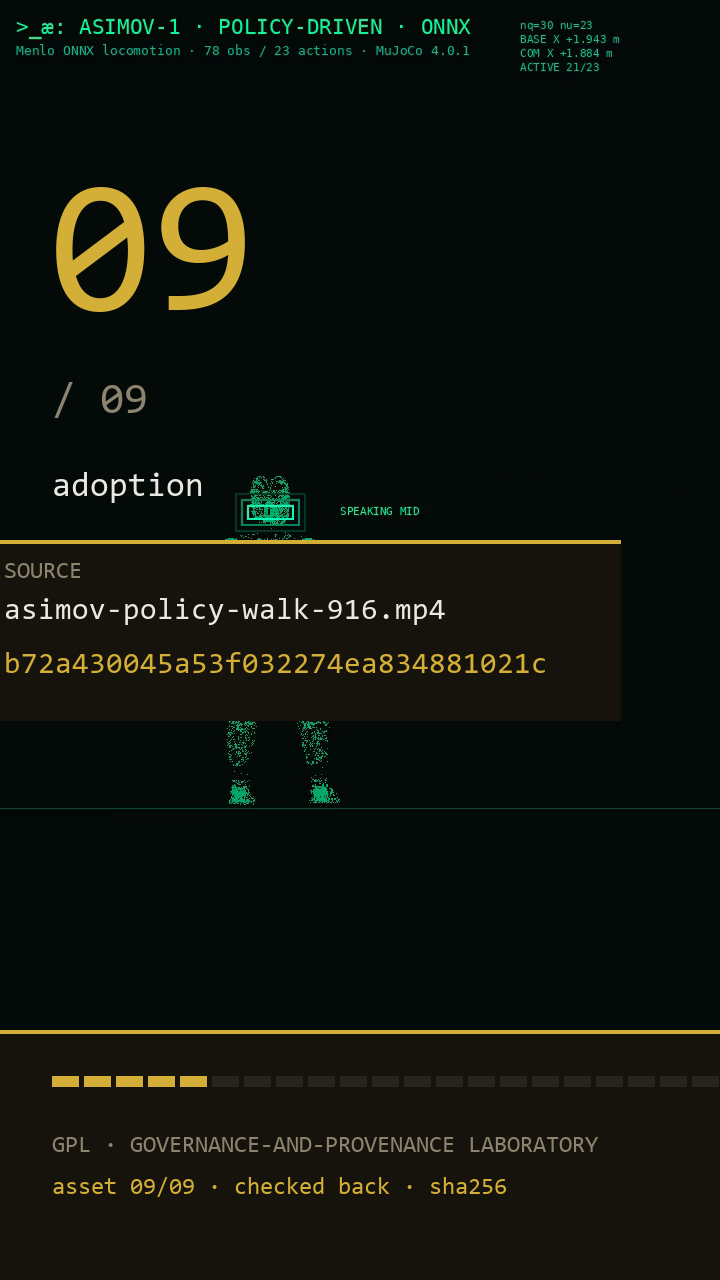 >_æ: ASIMOV-1 · POLICY-DRIVEN · ONNX
Menlo ONNX locomotion · 78 obs / 23 actions · MuJoCo 4.0.1
nq=30 nu=23
BASE X +1.943 m
COM X +1.884 m
ACTIVE 21/23
09
/ 09
adoption
SPEAKING MID
SOURCE
asimov-policy-walk-916.mp4
b72a430045a53f032274ea834881021c
GPL · GOVERNANCE-AND-PROVENANCE LABORATORY
asset 09/09 · checked back · sha256